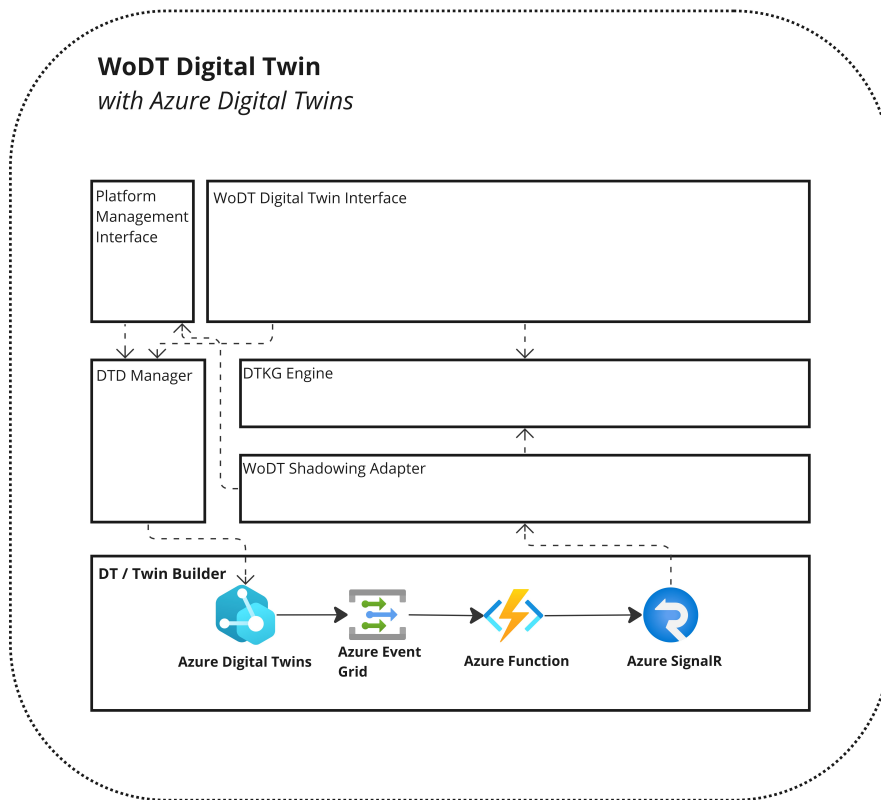 WoDT Digital Twin
with Azure Digital Twins
Platform
Management
Interface
WoDT Digital Twin Interface
DTD Manager
DTKG Engine
WoDT Shadowing Adapter
DT / Twin Builder
Azure Digital Twins
Azure Event
Grid
Azure Function
Azure SignalR